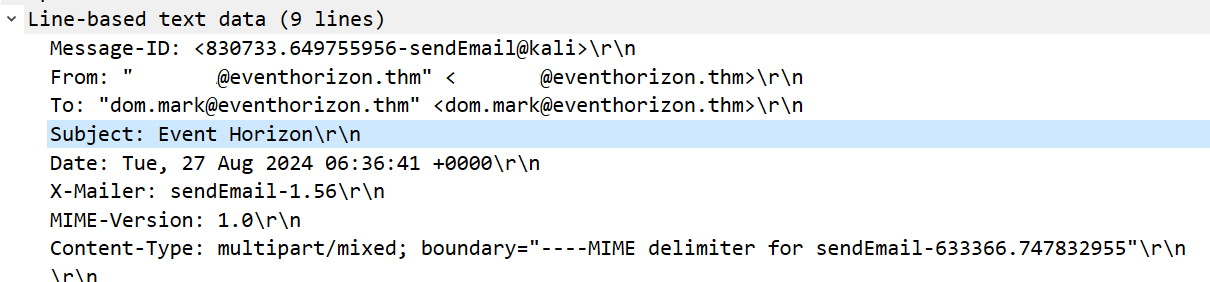 Line-based text data (9 lines)
Message-ID: <830733.649755956-sendEmail@kali>\r\n
From: " @eventhorizon.thm" < @eventhorizon.thm>\r\n
To: "dom.mark@eventhorizon.thm" <dom.mark@eventhorizon.thm>\r\n
Subject: Event Horizon\r\n
Date: Tue, 27 Aug 2024 06:36:41 +0000\r\n
X-Mailer: sendEmail-1.56\r\n
MIME-Version: 1.0\r\n
Content-Type: multipart/mixed; boundary="----MIME delimiter for sendEmail-633366.747832955"\r\n
\r\n